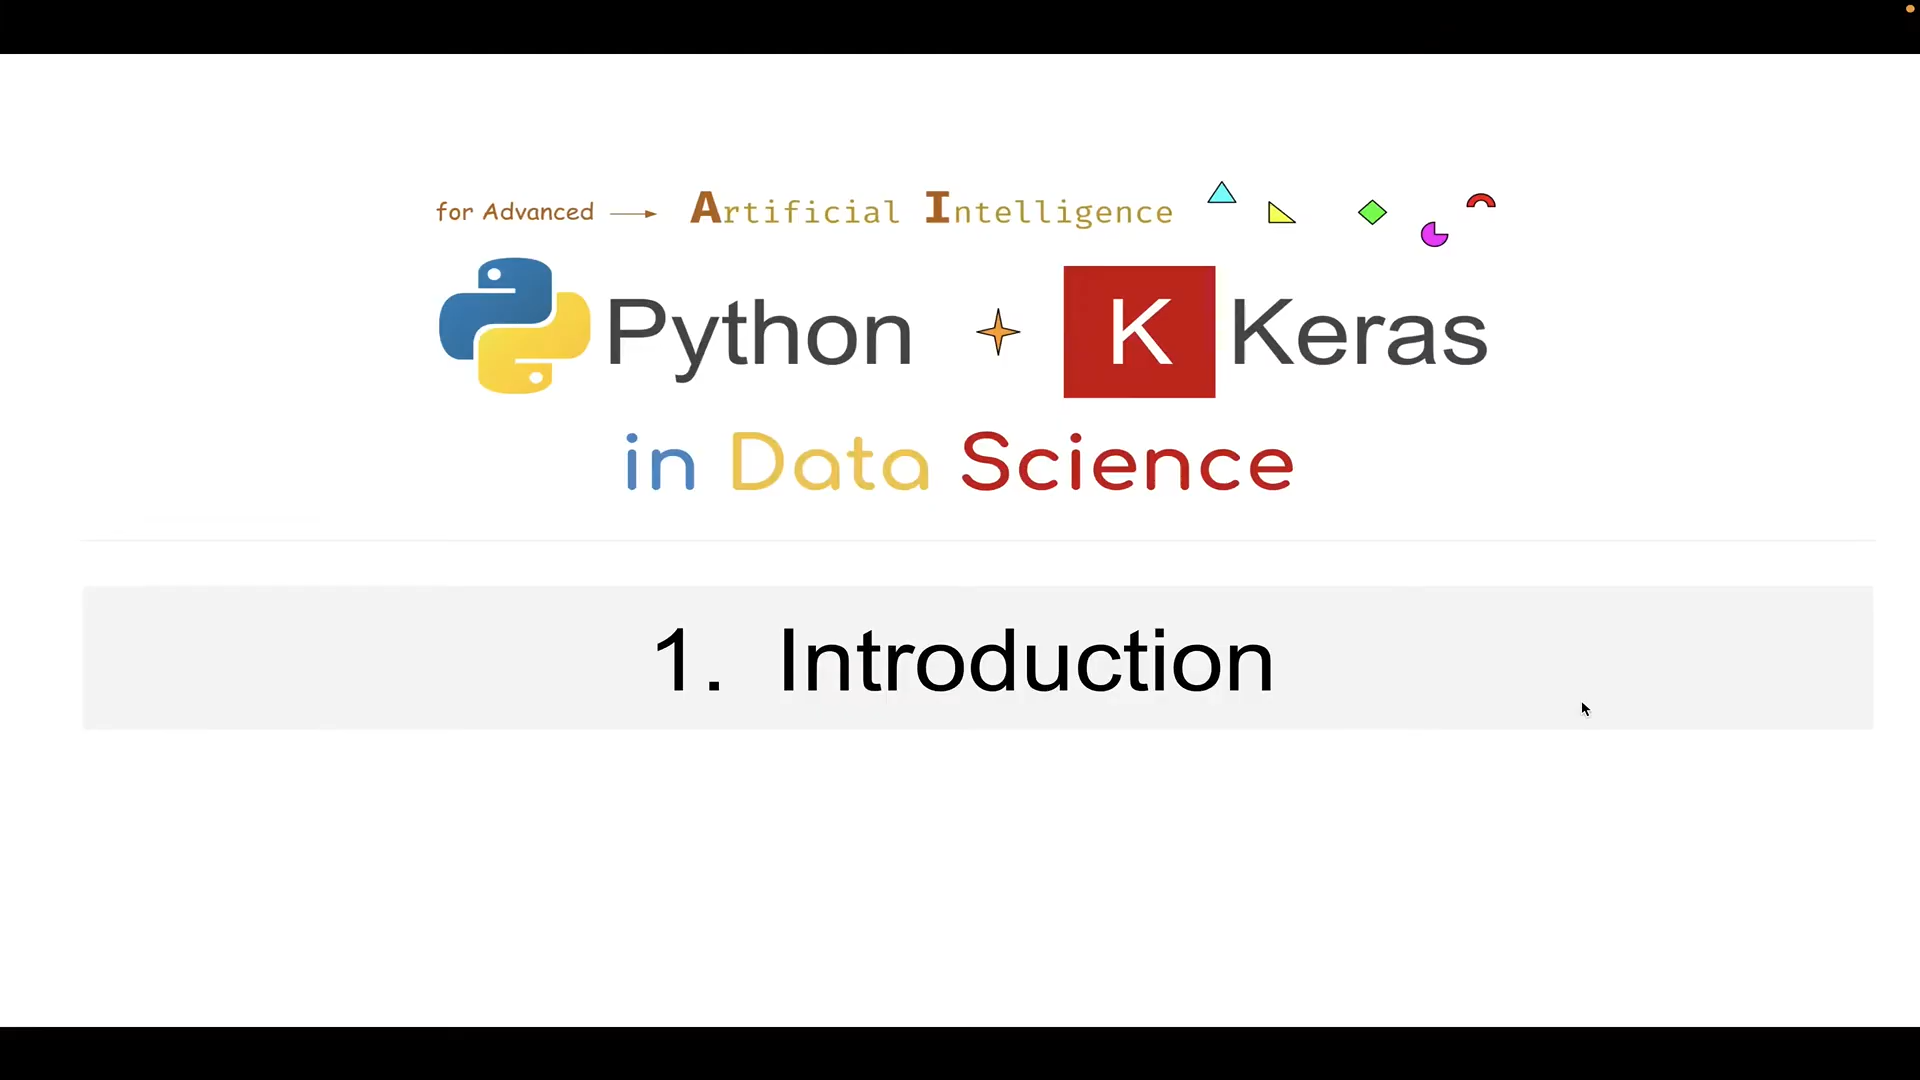 for Advanced Artificial Intelligence
Python K Keras
in Data Science
1. Introduction